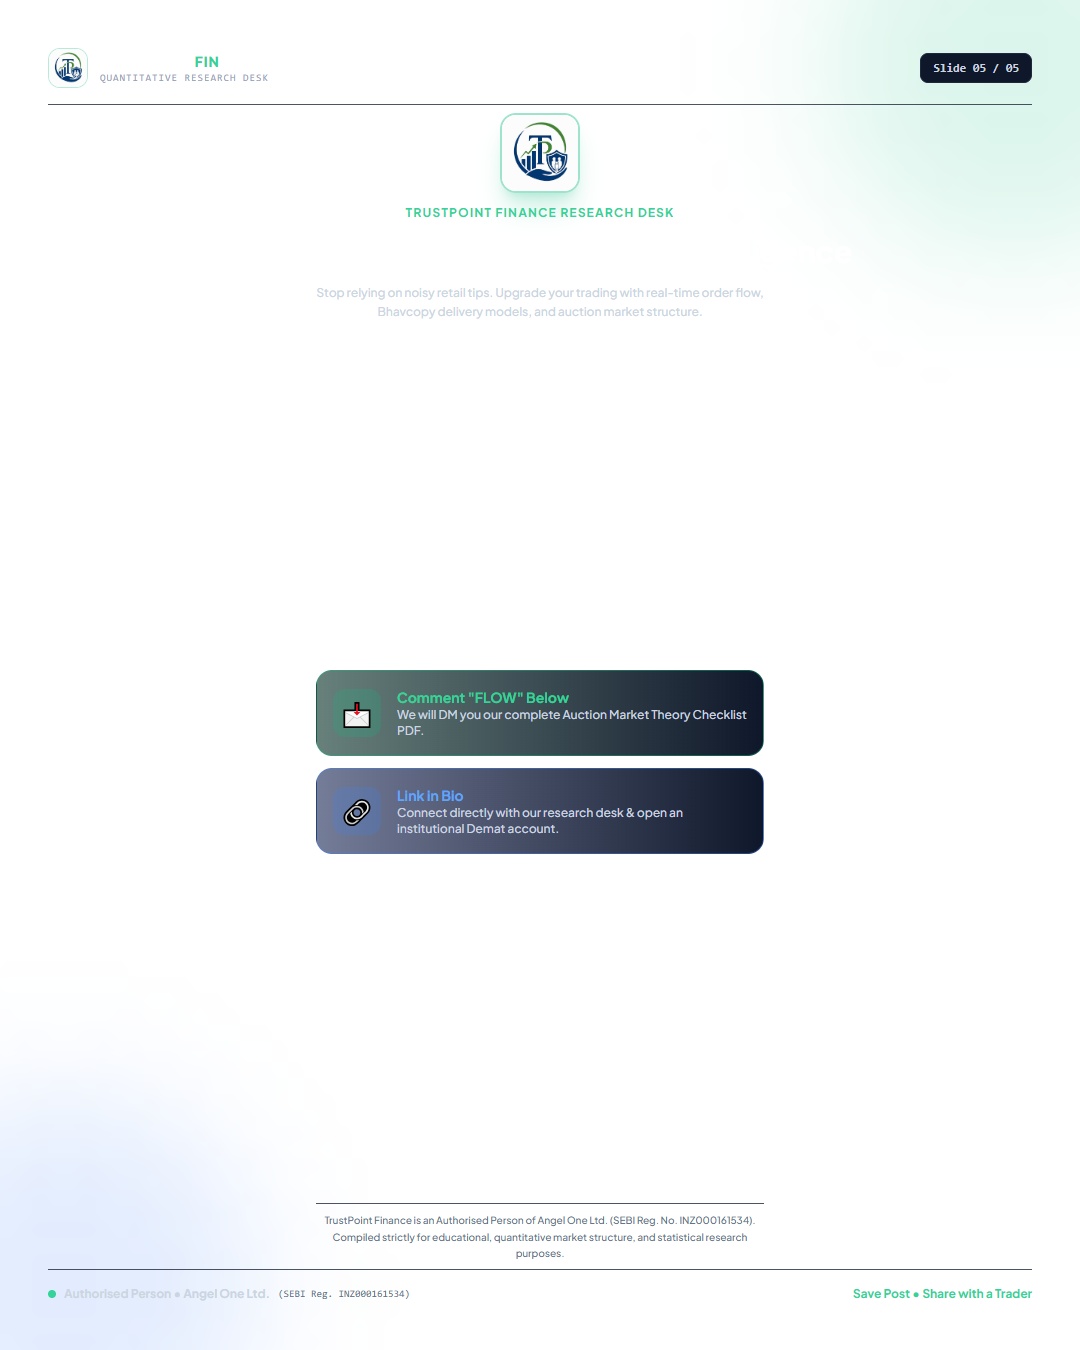 FIN
QUANTITATIVE RESEARCH DESK
Slide 05 / 05
TP
TRUSTPOINT FINANCE RESEARCH DESK
Stop relying on noisy retail tips. Upgrade your trading with real-time order flow,
Bhavcopy delivery models, and auction market structure.
Comment "FLOW" Below
We will DM you our complete Auction Market Theory Checklist
PDF.
Link in Bio
Connect directly with our research desk & open an
institutional Demat account.
TrustPoint Finance is an Authorised Person of Angel One Ltd. (SEBI Reg. No. INZ000161534).
Compiled strictly for educational, quantitative market structure, and statistical research
purposes.
Authorised Person • Angel One Ltd. (SEBI Reg. INZ000161534)
Save Post • Share with a Trader